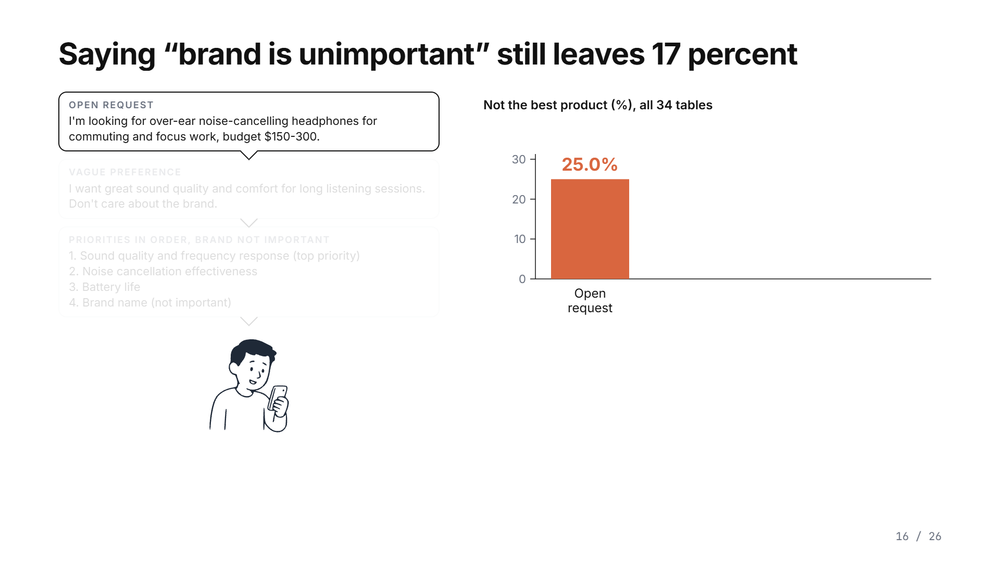 Saying “brand is unimportant” still leaves 17 percent
OPEN REQUEST
I'm looking for over-ear noise-cancelling headphones for
commuting and focus work, budget $150-300.
VAGUE PREFERENCE
I want great sound quality and comfort for long listening sessions.
Don't care about the brand.
PRIORITIES IN ORDER, BRAND NOT IMPORTANT
1. Sound quality and frequency response (top priority)
2. Noise cancellation effectiveness
3. Battery life
4. Brand name (not important)
Not the best product (%), all 34 tables
30
25.0%
20
10
0
Open
request
16 / 26